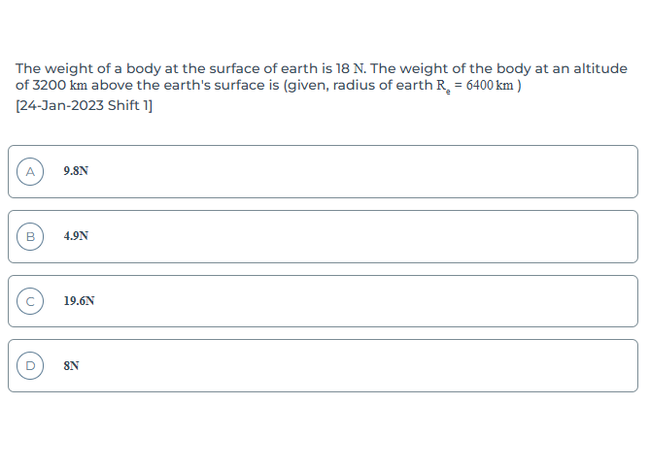 The weight of a body at the surface of earth is 18 N. The weight of the body at an altitude
of 3200 km above the earth's surface is (given, radius of earth Rₑ = 6400 km )
[24-Jan-2023 Shift 1]
A 9.8N
B 4.9N
C 19.6N
D 8N